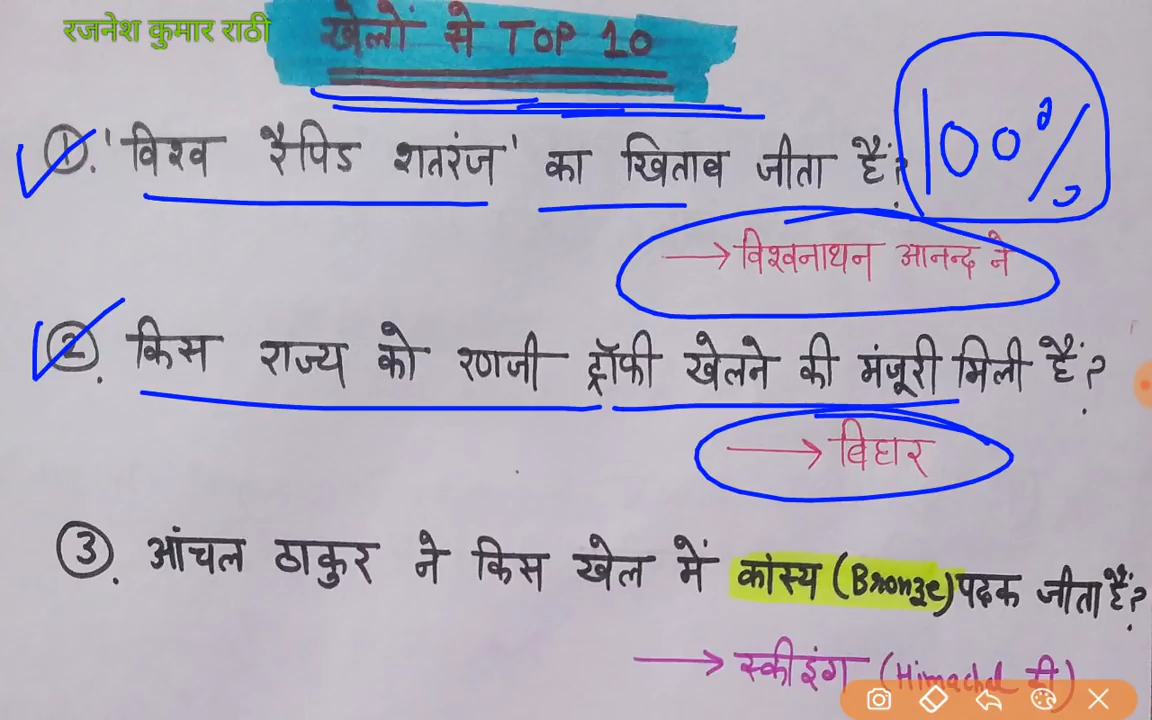 रजनेश कुमार राठी
खेलों से TOP 10
①. 'विश्व रैपिड शतरंज' का खिताब जीता हैं?
100%
→ विश्वनाथन आनन्द ने
②. किस राज्य को रणजी ट्रॉफी खेलने की मंजूरी मिली हैं?
→ बिहार
③. आंचल ठाकुर ने किस खेल में कांस्य (Bronze) पदक जीता हैं?
→ स्कीइंग (Himachal